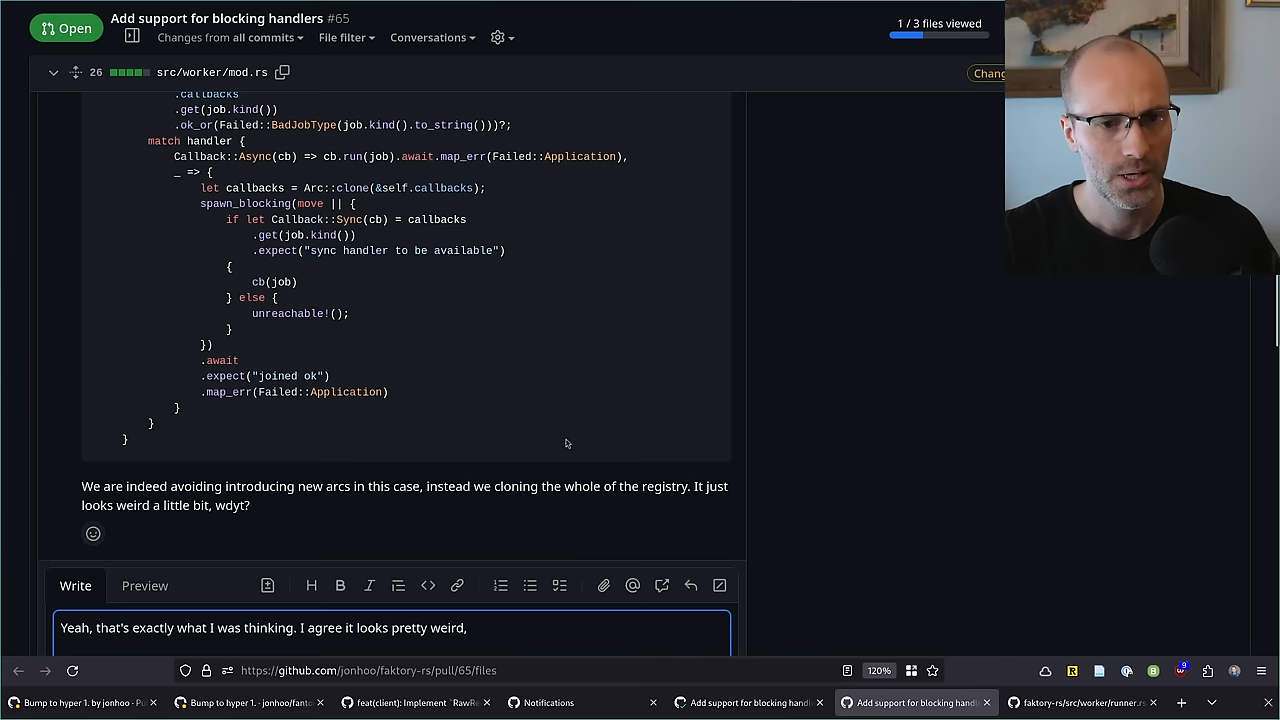 Open
Add support for blocking handlers #65
Changes from all commits
File filter
Conversations
1 / 3 files viewed
26
src/worker/mod.rs
.callbacks
.get(job.kind())
.ok_or(Failed::BadJobType(job.kind().to_string()))?;
match handler {
Callback::Async(cb) => cb.run(job).await.map_err(Failed::Application),
_ => {
let callbacks = Arc::clone(&self.callbacks);
spawn_blocking(move || {
if let Callback::Sync(cb) = callbacks
.get(job.kind())
.expect("sync handler to be available")
{
cb(job)
} else {
unreachable!();
}
})
.await
.expect("joined ok")
.map_err(Failed::Application)
}
}
}
We are indeed avoiding introducing new arcs in this case, instead we cloning the whole of the registry. It just
looks weird a little bit, wdyt?
Write
Preview
Yeah, that's exactly what I was thinking. I agree it looks pretty weird,
https://github.com/jonhoo/faktory-rs/pull/65/files
120%
9
Bump to hyper 1. by jonhoo · Pu
Bump to hyper 1. · jonhoo/fant
feat(client): Implement `RawRe
Notifications
Add support for blocking handl
Add support for blocking handl
faktory-rs/src/worker/runner.rs